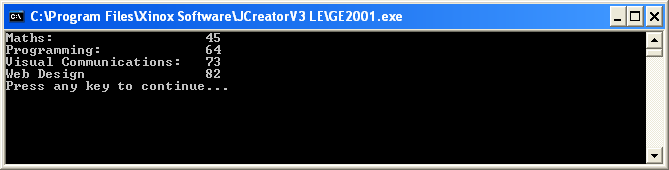 C:\Program Files\Xinox Software\JCreatorV3 LE\GE2001.exe
Maths: 45
Programming: 64
Visual Communications: 73
Web Design 82
Press any key to continue...